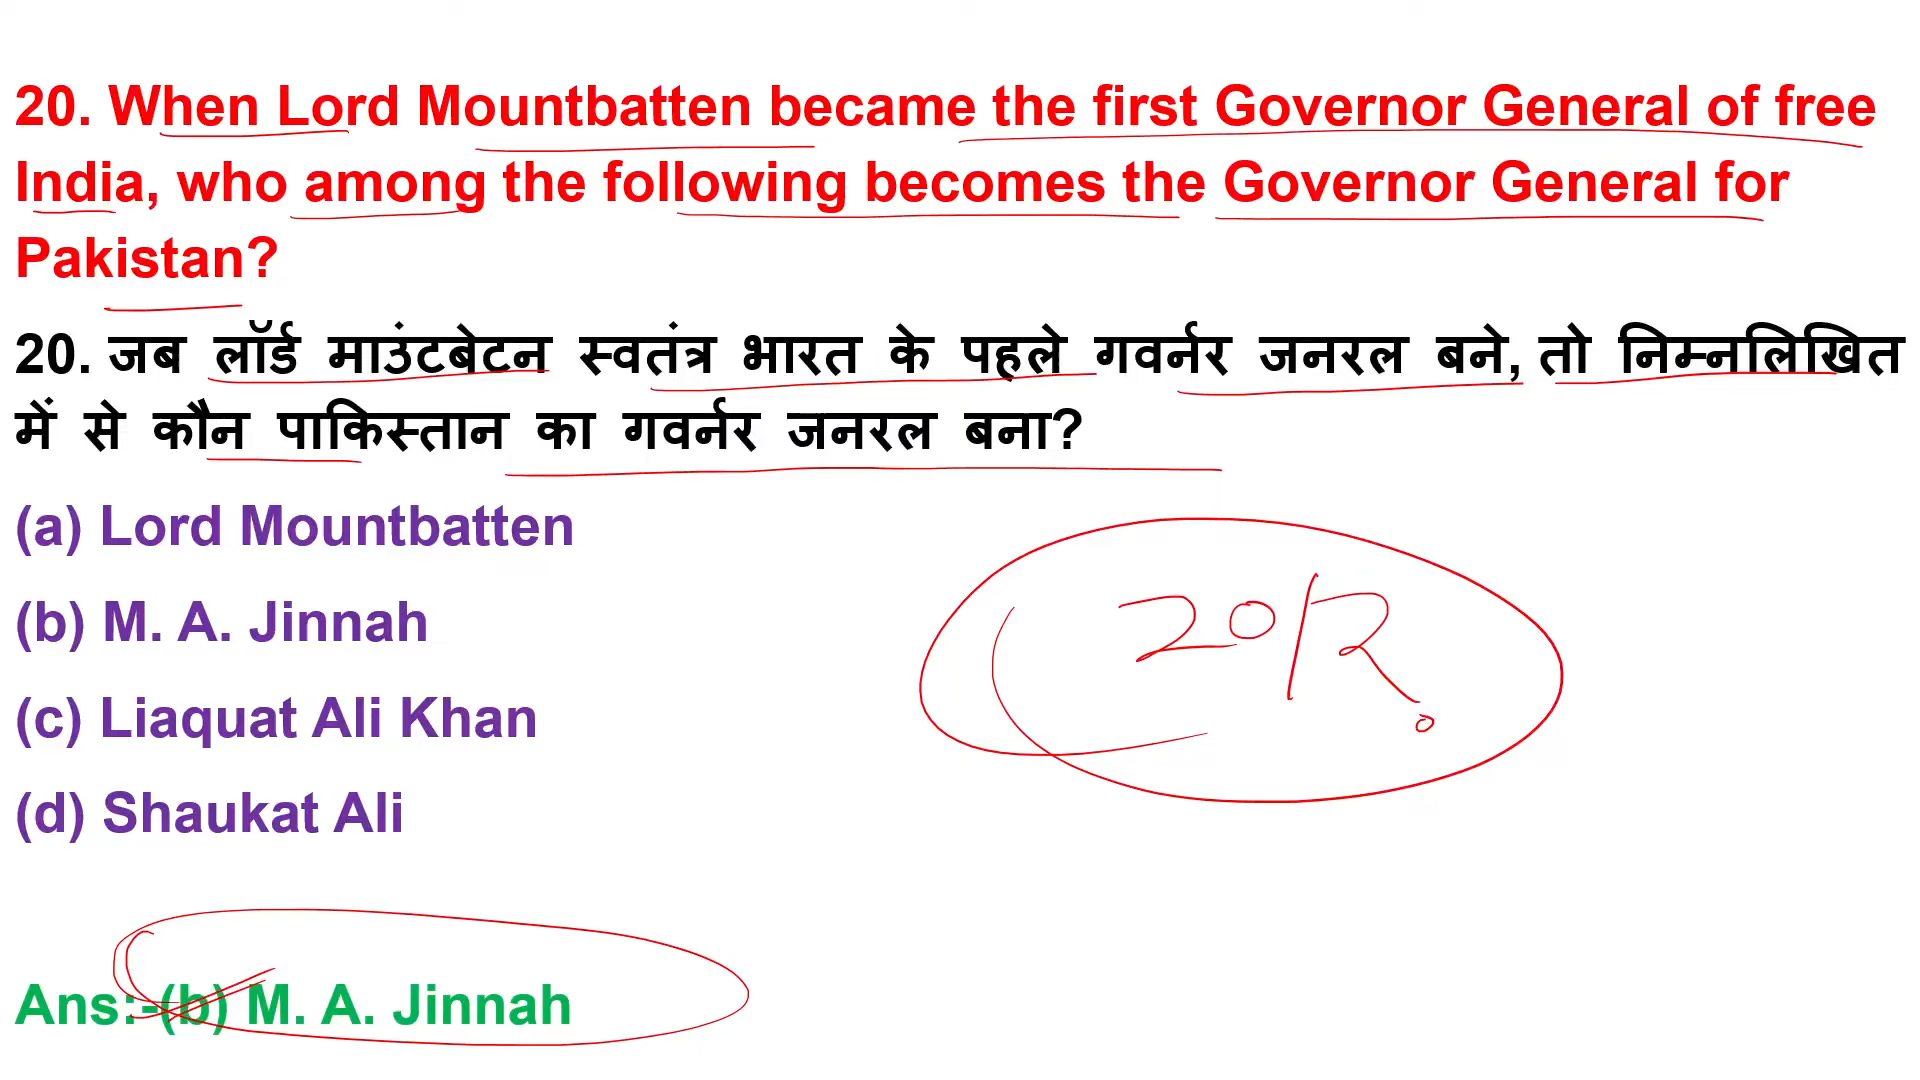 20. When Lord Mountbatten became the first Governor General of free
India, who among the following becomes the Governor General for
Pakistan?
20. जब लॉर्ड माउंटबेटन स्वतंत्र भारत के पहले गवर्नर जनरल बने, तो निम्नलिखित
में से कौन पाकिस्तान का गवर्नर जनरल बना?
(a) Lord Mountbatten
(b) M. A. Jinnah
(c) Liaquat Ali Khan
(d) Shaukat Ali
Ans:-(b) M. A. Jinnah